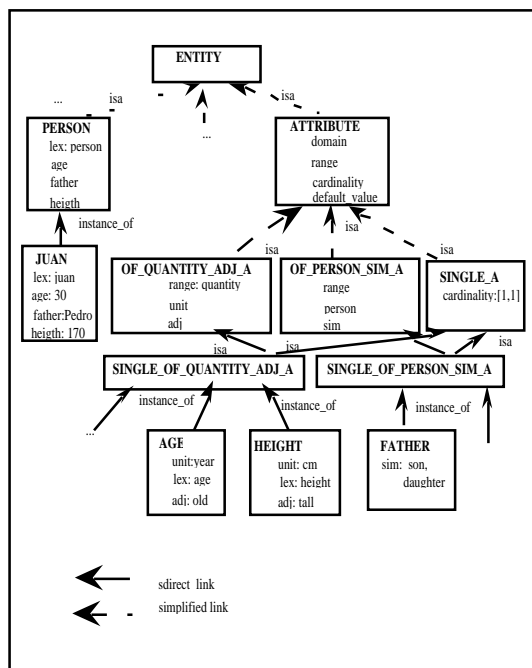 ENTITY
...
isa
isa
...
PERSON
lex: person
age
father
heigth
ATTRIBUTE
domain
range
cardinality
default_value
instance_of
isa
isa
isa
JUAN
lex: juan
age: 30
father:Pedro
heigth: 170
OF_QUANTITY_ADJ_A
range: quantity
unit
adj
OF_PERSON_SIM_A
range
person
sim
SINGLE_A
cardinality:[1,1]
isa
isa
isa
SINGLE_OF_QUANTITY_ADJ_A
SINGLE_OF_PERSON_SIM_A
...
instance_of
instance_of
instance_of
AGE
unit:year
lex: age
adj: old
HEIGHT
unit: cm
lex: height
adj: tall
FATHER
sim: son,
daughter
sdirect link
simplified link